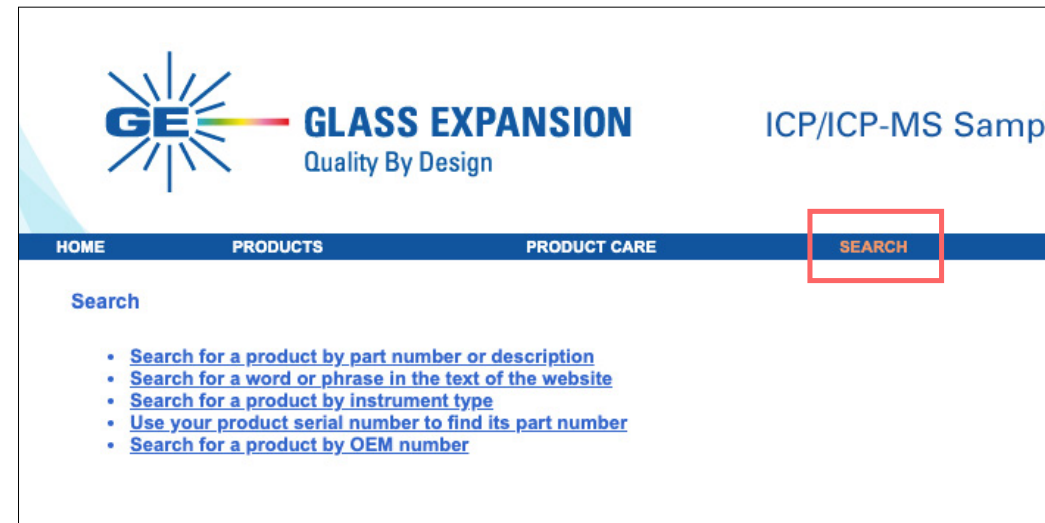 GE
GLASS EXPANSION
Quality By Design
ICP/ICP-MS Samp
HOME PRODUCTS PRODUCT CARE SEARCH
Search
• Search for a product by part number or description
• Search for a word or phrase in the text of the website
• Search for a product by instrument type
• Use your product serial number to find its part number
• Search for a product by OEM number